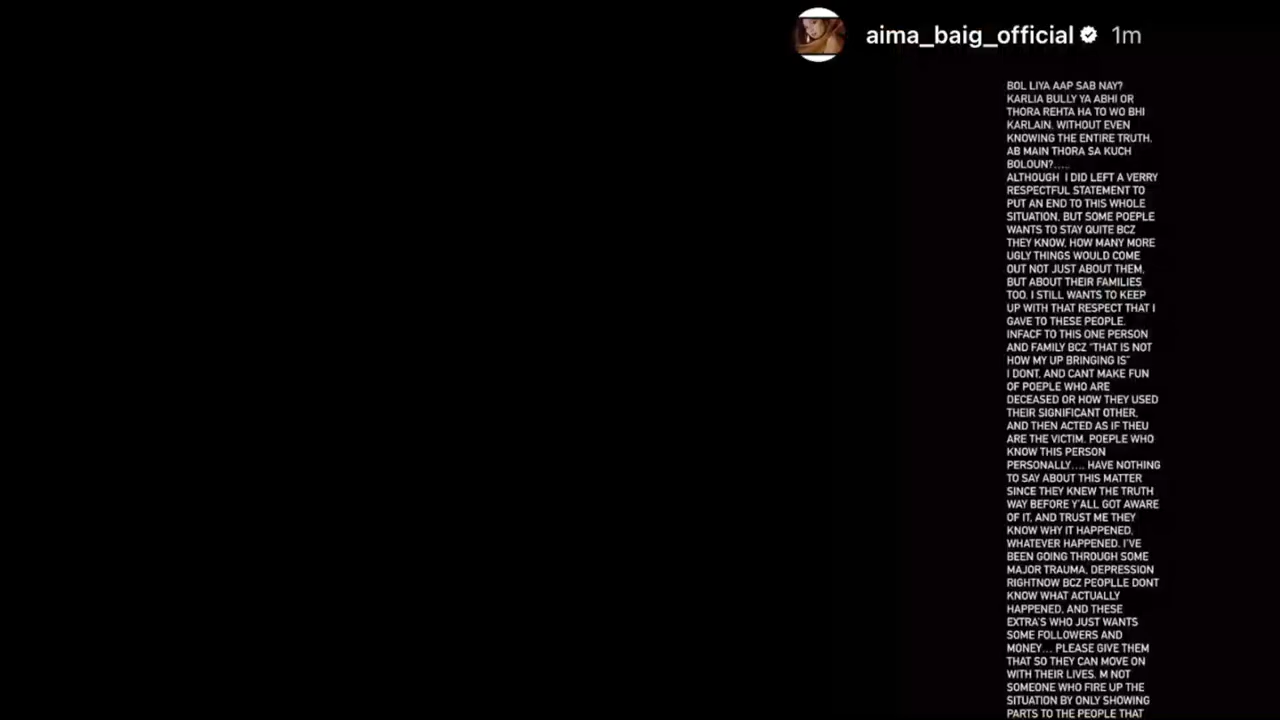 aima_baig_official 1m
BOL LIYA AAP SAB NAY?
KARLIA BULLY YA ABHI OR
THORA REHTA HA TO WO BHI
KARLAIN. WITHOUT EVEN
KNOWING THE ENTIRE TRUTH.
AB MAIN THORA SA KUCH
BOLOUN?.....
ALTHOUGH I DID LEFT A VERRY
RESPECTFUL STATEMENT TO
PUT AN END TO THIS WHOLE
SITUATION, BUT SOME POEPLE
WANTS TO STAY QUITE BCZ
THEY KNOW, HOW MANY MORE
UGLY THINGS WOULD COME
OUT NOT JUST ABOUT THEM,
BUT ABOUT THEIR FAMILIES
TOO. I STILL WANTS TO KEEP
UP WITH THAT RESPECT THAT I
GAVE TO THESE PEOPLE.
INFACF TO THIS ONE PERSON
AND FAMILY BCZ "THAT IS NOT
HOW MY UP BRINGING IS"
I DONT, AND CANT MAKE FUN
OF POEPLE WHO ARE
DECEASED OR HOW THEY USED
THEIR SIGNIFICANT OTHER,
AND THEN ACTED AS IF THEU
ARE THE VICTIM. POEPLE WHO
KNOW THIS PERSON
PERSONALLY.... HAVE NOTHING
TO SAY ABOUT THIS MATTER
SINCE THEY KNEW THE TRUTH
WAY BEFORE Y'ALL GOT AWARE
OF IT, AND TRUST ME THEY
KNOW WHY IT HAPPENED,
WHATEVER HAPPENED. I'VE
BEEN GOING THROUGH SOME
MAJOR TRAUMA, DEPRESSION
RIGHTNOW BCZ PEOPLLE DONT
KNOW WHAT ACTUALLY
HAPPENED, AND THESE
EXTRA'S WHO JUST WANTS
SOME FOLLOWERS AND
MONEY... PLEASE GIVE THEM
THAT SO THEY CAN MOVE ON
WITH THEIR LIVES. M NOT
SOMEONE WHO FIRE UP THE
SITUATION BY ONLY SHOWING
PARTS TO THE PEOPLE THAT